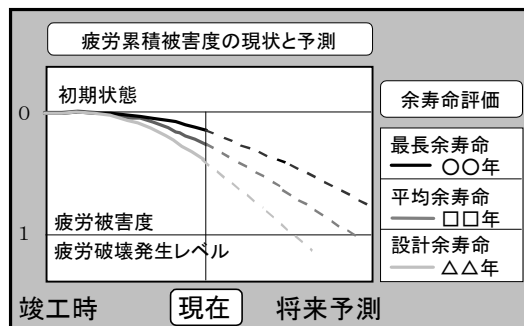 疲労累積被害度の現状と予測
初期状態
0
余寿命評価
最長余寿命
〇〇年
平均余寿命
□□年
疲労被害度
1
疲労破壊発生レベル
設計余寿命
△△年
竣工時
現在
将来予測